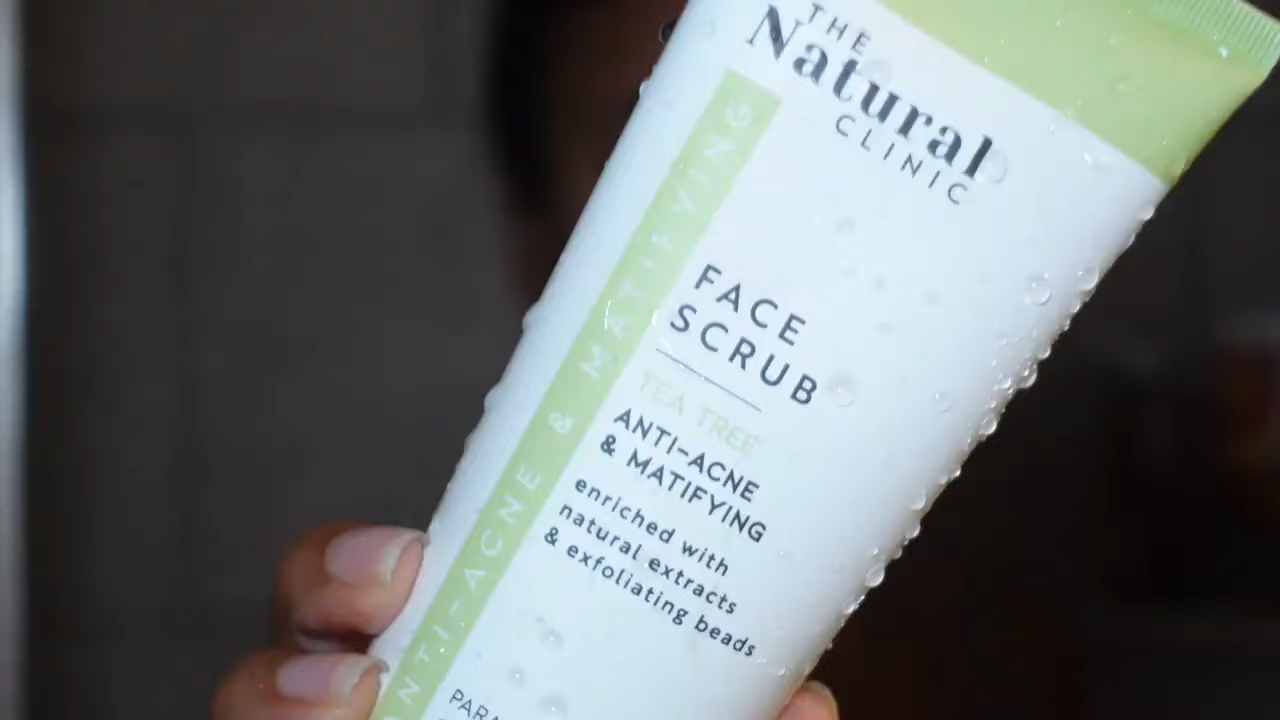 THE
Natural
CLINIC
ANTI-ACNE & MATIFYING
FACE
SCRUB
TEA TREE
ANTI-ACNE
& MATIFYING
enriched with
natural extracts
& exfoliating beads